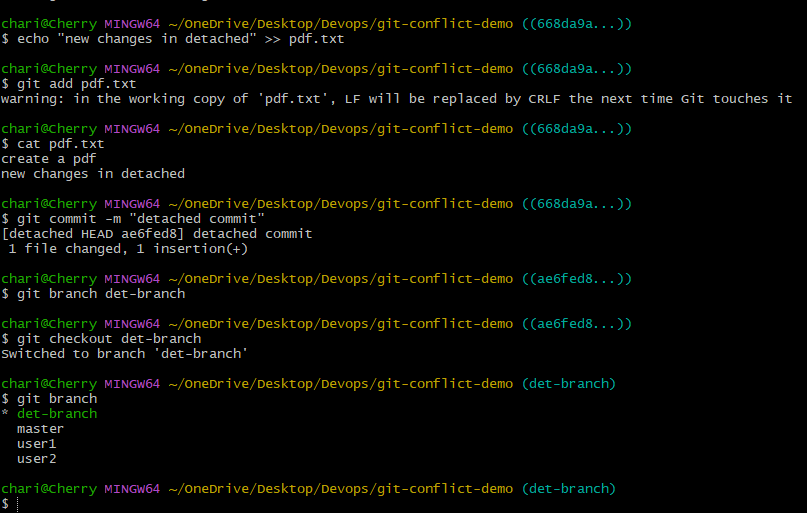 chari@Cherry MINGW64 ~/OneDrive/Desktop/Devops/git-conflict-demo ((668da9a...))
$ echo "new changes in detached" >> pdf.txt
chari@Cherry MINGW64 ~/OneDrive/Desktop/Devops/git-conflict-demo ((668da9a...))
$ git add pdf.txt
warning: in the working copy of 'pdf.txt', LF will be replaced by CRLF the next time Git touches it
chari@Cherry MINGW64 ~/OneDrive/Desktop/Devops/git-conflict-demo ((668da9a...))
$ cat pdf.txt
create a pdf
new changes in detached
chari@Cherry MINGW64 ~/OneDrive/Desktop/Devops/git-conflict-demo ((668da9a...))
$ git commit -m "detached commit"
[detached HEAD ae6fed8] detached commit
 1 file changed, 1 insertion(+)
chari@Cherry MINGW64 ~/OneDrive/Desktop/Devops/git-conflict-demo ((ae6fed8...))
$ git branch det-branch
chari@Cherry MINGW64 ~/OneDrive/Desktop/Devops/git-conflict-demo ((ae6fed8...))
$ git checkout det-branch
Switched to branch 'det-branch'
chari@Cherry MINGW64 ~/OneDrive/Desktop/Devops/git-conflict-demo (det-branch)
$ git branch
* det-branch
  master
  user1
  user2
chari@Cherry MINGW64 ~/OneDrive/Desktop/Devops/git-conflict-demo (det-branch)
$